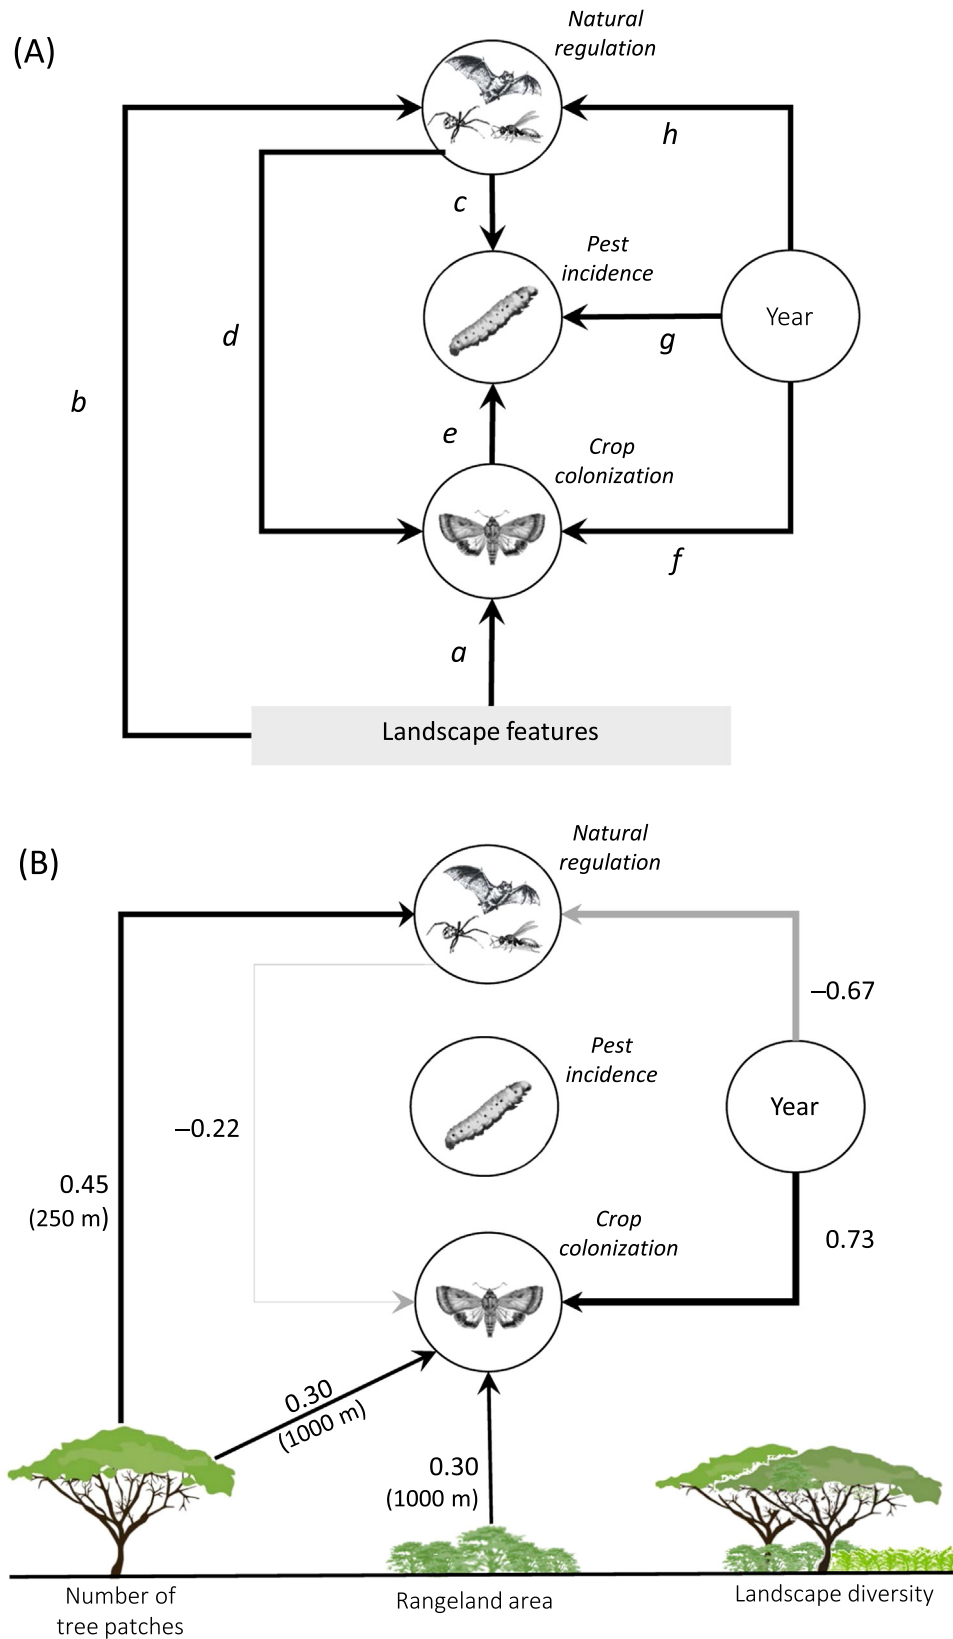 (A)
Natural
regulation
h
c
Pest
incidence
Year
d
g
b
e
Crop
colonization
f
a
Landscape features
(B)
Natural
regulation
–0.67
Pest
incidence
Year
–0.22
0.45
(250 m)
Crop
colonization
0.73
0.30
(1000 m)
0.30
(1000 m)
Number of
tree patches
Rangeland area
Landscape diversity